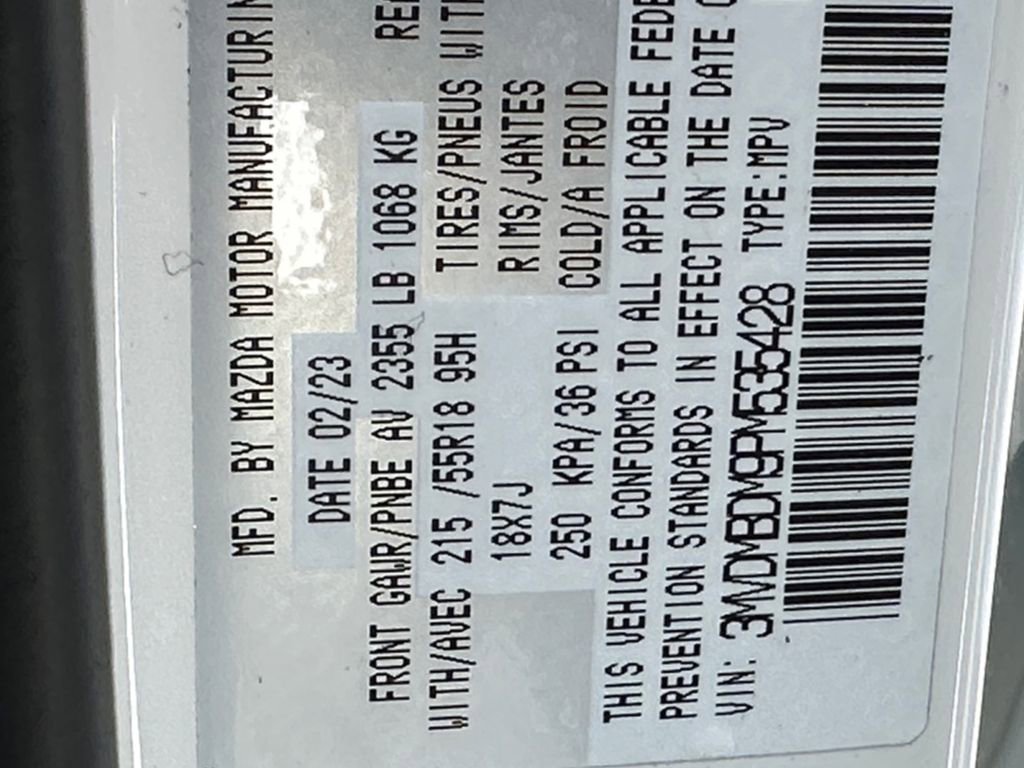 MFD. BY MAZDA MOTOR MANUFACTURIN
DATE 02/23
FRONT GAWR/PNBE AV 2355 LB 1068 KG REA
WITH/AVEC 215 /55R18 95H TIRES/PNEUS WITH
18X7J RIMS/JANTES
250 KPA/36 PSI COLD/A FROID
THIS VEHICLE CONFORMS TO ALL APPLICABLE FEDE
PREVENTION STANDARDS IN EFFECT ON THE DATE O
VIN: 3MVDMBDM9PM535428 TYPE:MPV